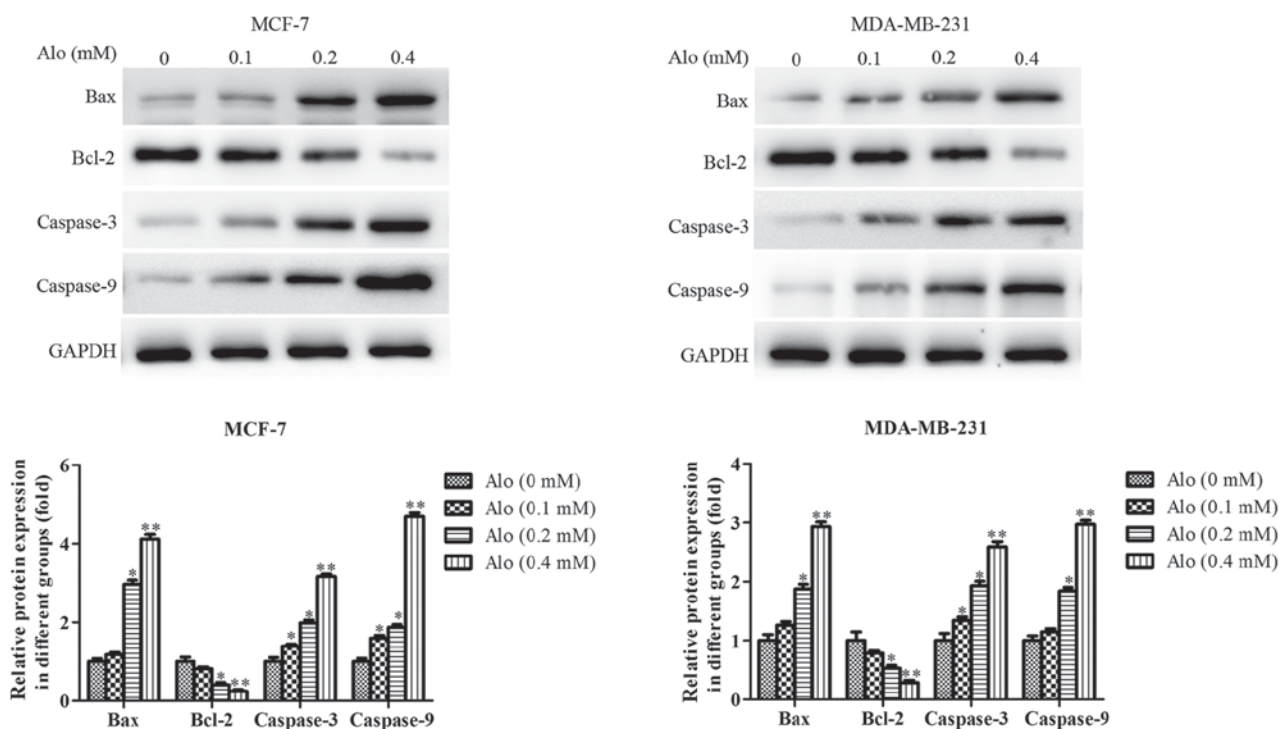 MCF-7
Alo (mM) 0 0.1 0.2 0.4
Bax
Bcl-2
Caspase-3
Caspase-9
GAPDH
MDA-MB-231
Alo (mM) 0 0.1 0.2 0.4
Bax
Bcl-2
Caspase-3
Caspase-9
GAPDH
MCF-7
Relative protein expression
in different groups (fold)
6
4
2
0
** * * ** * * ** * * **
Bax Bcl-2 Caspase-3 Caspase-9
Alo (0 mM)
Alo (0.1 mM)
Alo (0.2 mM)
Alo (0.4 mM)
MDA-MB-231
Relative protein expression
in different groups (fold)
4
3
2
1
0
* ** * ** * * ** * **
Bax Bcl-2 Caspase-3 Caspase-9
Alo (0 mM)
Alo (0.1 mM)
Alo (0.2 mM)
Alo (0.4 mM)